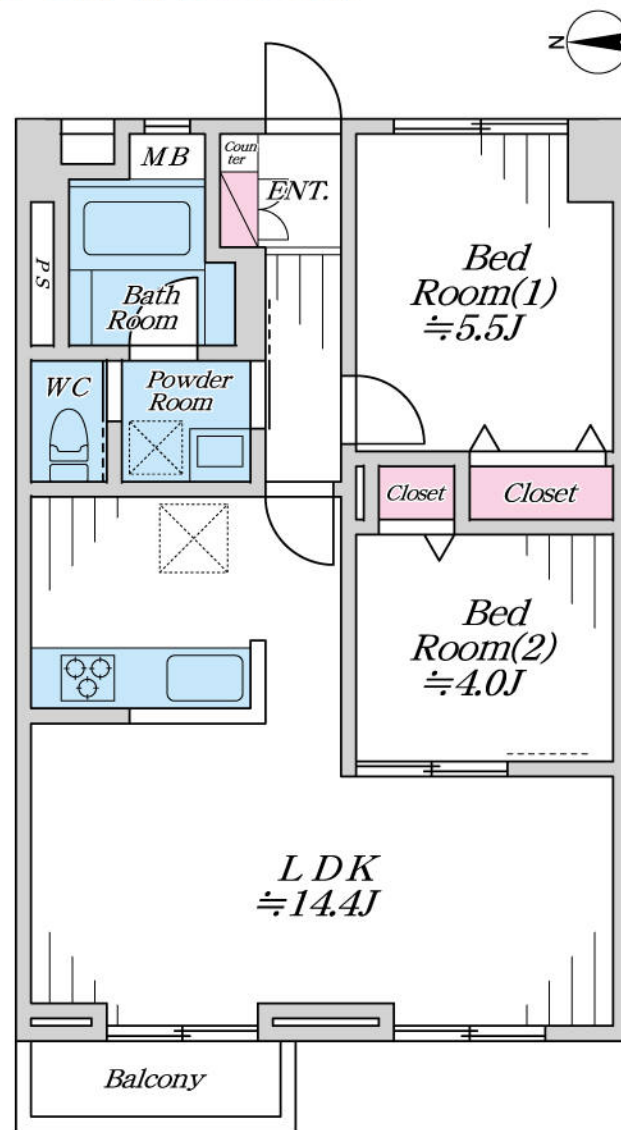 N
MB
Coun
ter
ENT.
PS
Bath
Room
Bed
Room(1)
≒5.5J
WC
Powder
Room
Closet
Closet
Bed
Room(2)
≒4.0J
LDK
≒14.4J
Balcony